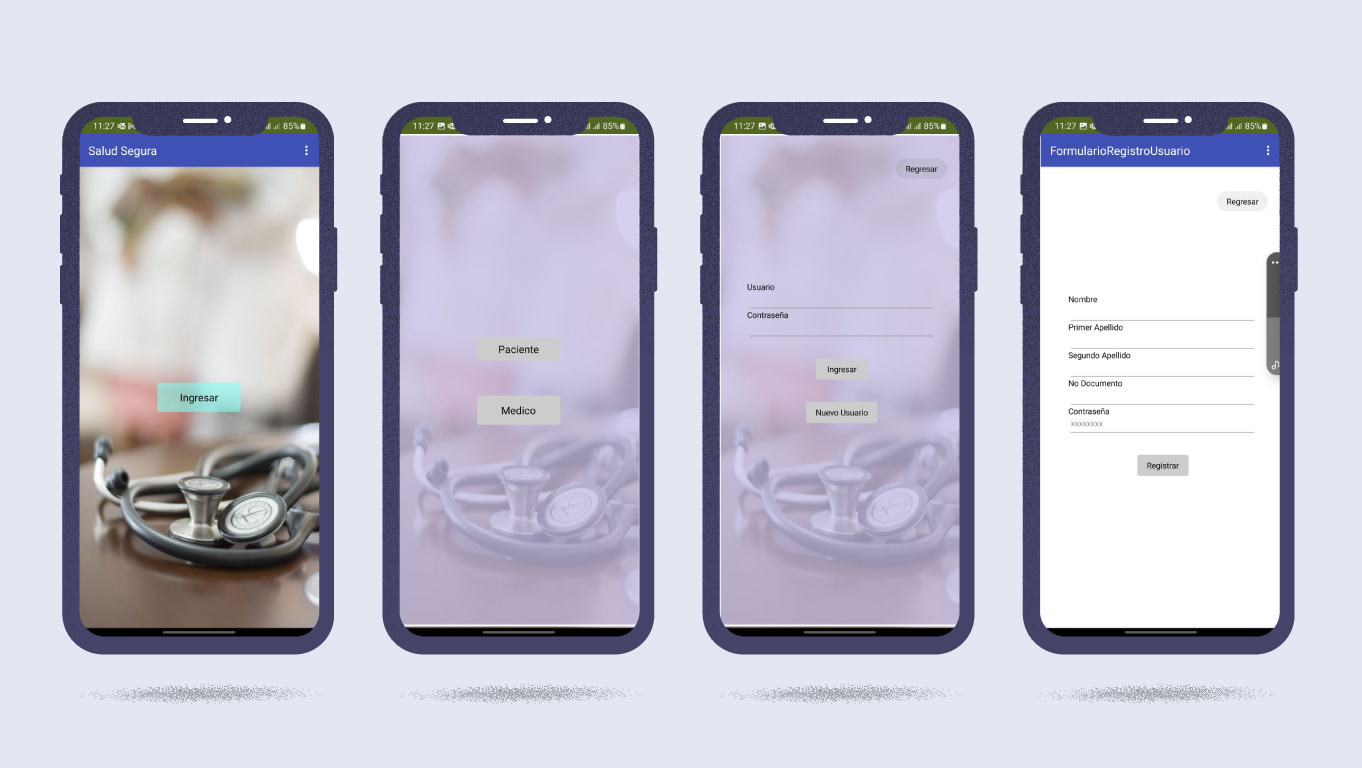 11:27
85%
Salud Segura
Ingresar
11:27
85%
Paciente
Medico
11:27
85%
Regresar
Usuario
Contraseña
Ingresar
Nuevo Usuario
11:27
85%
FormularioRegistroUsuario
Regresar
Nombre
Primer Apellido
Segundo Apellido
No Documento
Contraseña
xxxxxxxx
Registrar